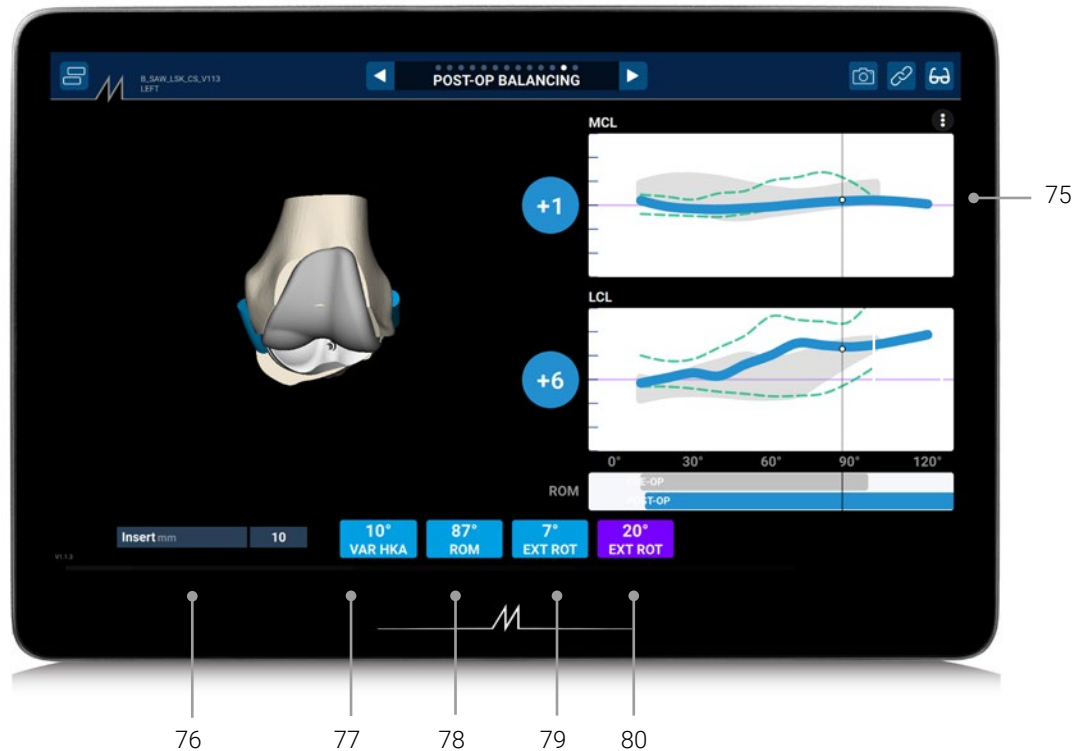 B_SAW_LSK_CS_V113
LEFT
POST-OP BALANCING
MCL
+1
75
LCL
+6
0° 30° 60° 90° 120°
ROM
POST-OP
Insert mm 10
10°
VAR HKA
87°
ROM
7°
EXT ROT
20°
EXT ROT
V1.1.3
76 77 78 79 80